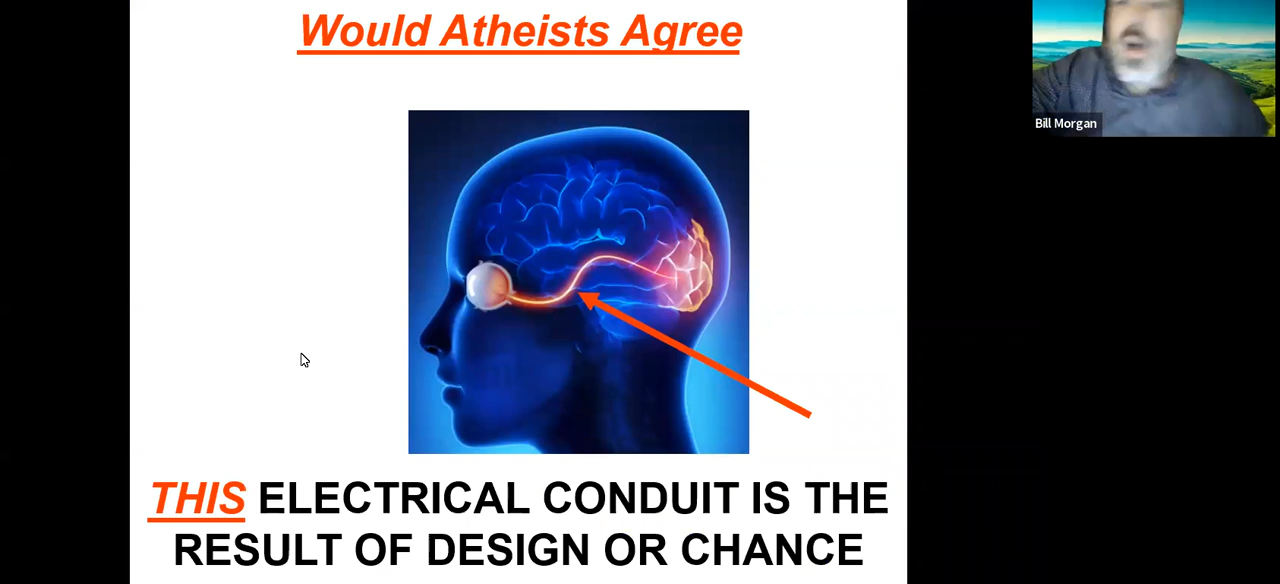 Would Atheists Agree
Bill Morgan
THIS ELECTRICAL CONDUIT IS THE
RESULT OF DESIGN OR CHANCE